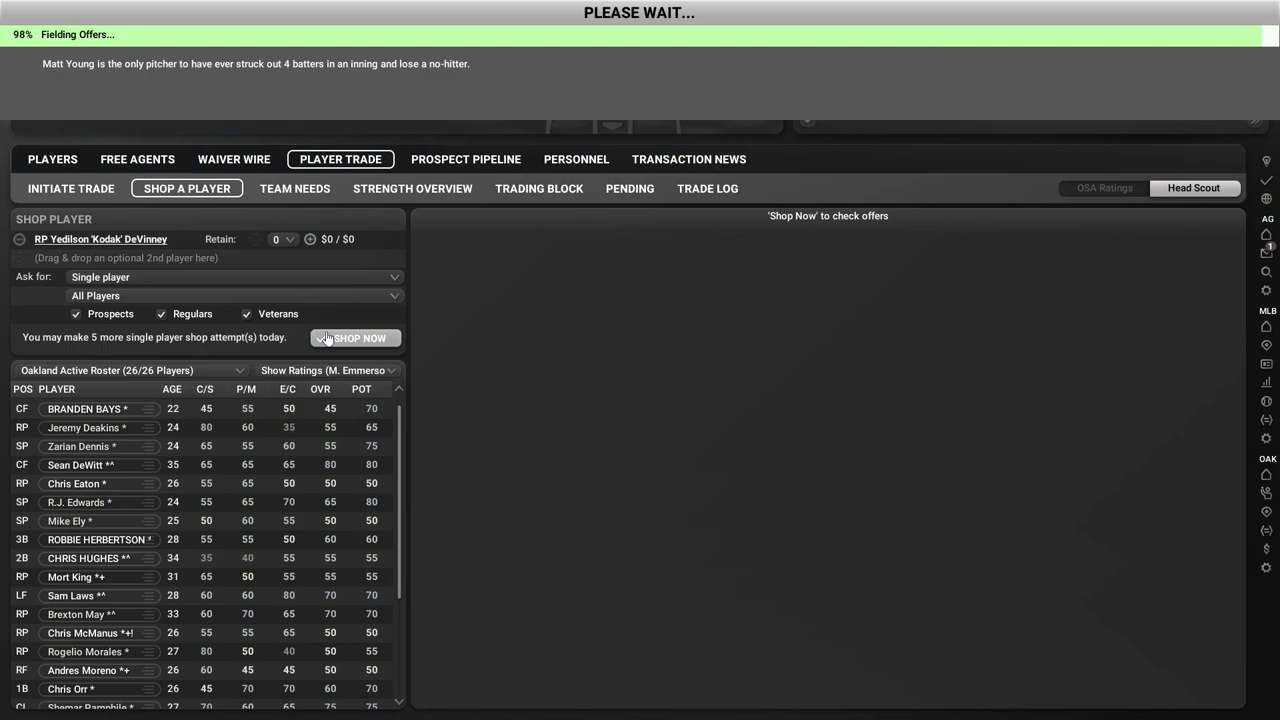 PLEASE WAIT...
98% Fielding Offers...
Matt Young is the only pitcher to have ever struck out 4 batters in an inning and lose a no-hitter.
PLAYERS FREE AGENTS WAIVER WIRE PLAYER TRADE PROSPECT PIPELINE PERSONNEL TRANSACTION NEWS
INITIATE TRADE SHOP A PLAYER TEAM NEEDS STRENGTH OVERVIEW TRADING BLOCK PENDING TRADE LOG OSA Ratings Head Scout
SHOP PLAYER
'Shop Now' to check offers
RP Yedilson 'Kodak' DeVinney Retain: 0 $0 / $0
(Drag & drop an optional 2nd player here)
Ask for: Single player
All Players
Prospects Regulars Veterans
You may make 5 more single player shop attempt(s) today. SHOP NOW
Oakland Active Roster (26/26 Players) Show Ratings (M. Emmerso
POS PLAYER AGE C/S P/M E/C OVR POT
CF BRANDEN BAYS * 22 45 55 50 45 70
RP Jeremy Deakins * 24 80 60 35 55 65
SP Zarian Dennis * 24 65 65 60 55 75
CF Sean DeWitt *^ 35 65 65 65 80 80
RP Chris Eaton * 26 55 65 50 50 50
SP R.J. Edwards * 24 55 65 70 65 80
SP Mike Ely * 25 50 60 55 50 50
3B ROBBIE HERBERTSON * 28 55 55 50 60 60
2B CHRIS HUGHES *^ 34 35 40 55 55 55
RP Mort King *+ 31 65 50 55 55 55
LF Sam Laws *^ 28 60 60 80 70 70
RP Brexton May *^ 33 60 70 65 70 70
RP Chris McManus *+! 26 55 55 65 50 50
RP Rogelio Morales * 27 80 50 40 50 55
RF Andres Moreno *+ 26 60 45 45 50 50
1B Chris Orr * 26 45 70 70 60 70
CL Shemar Pamphile * 27 70 60 65 75 75
AG
1
MLB
OAK